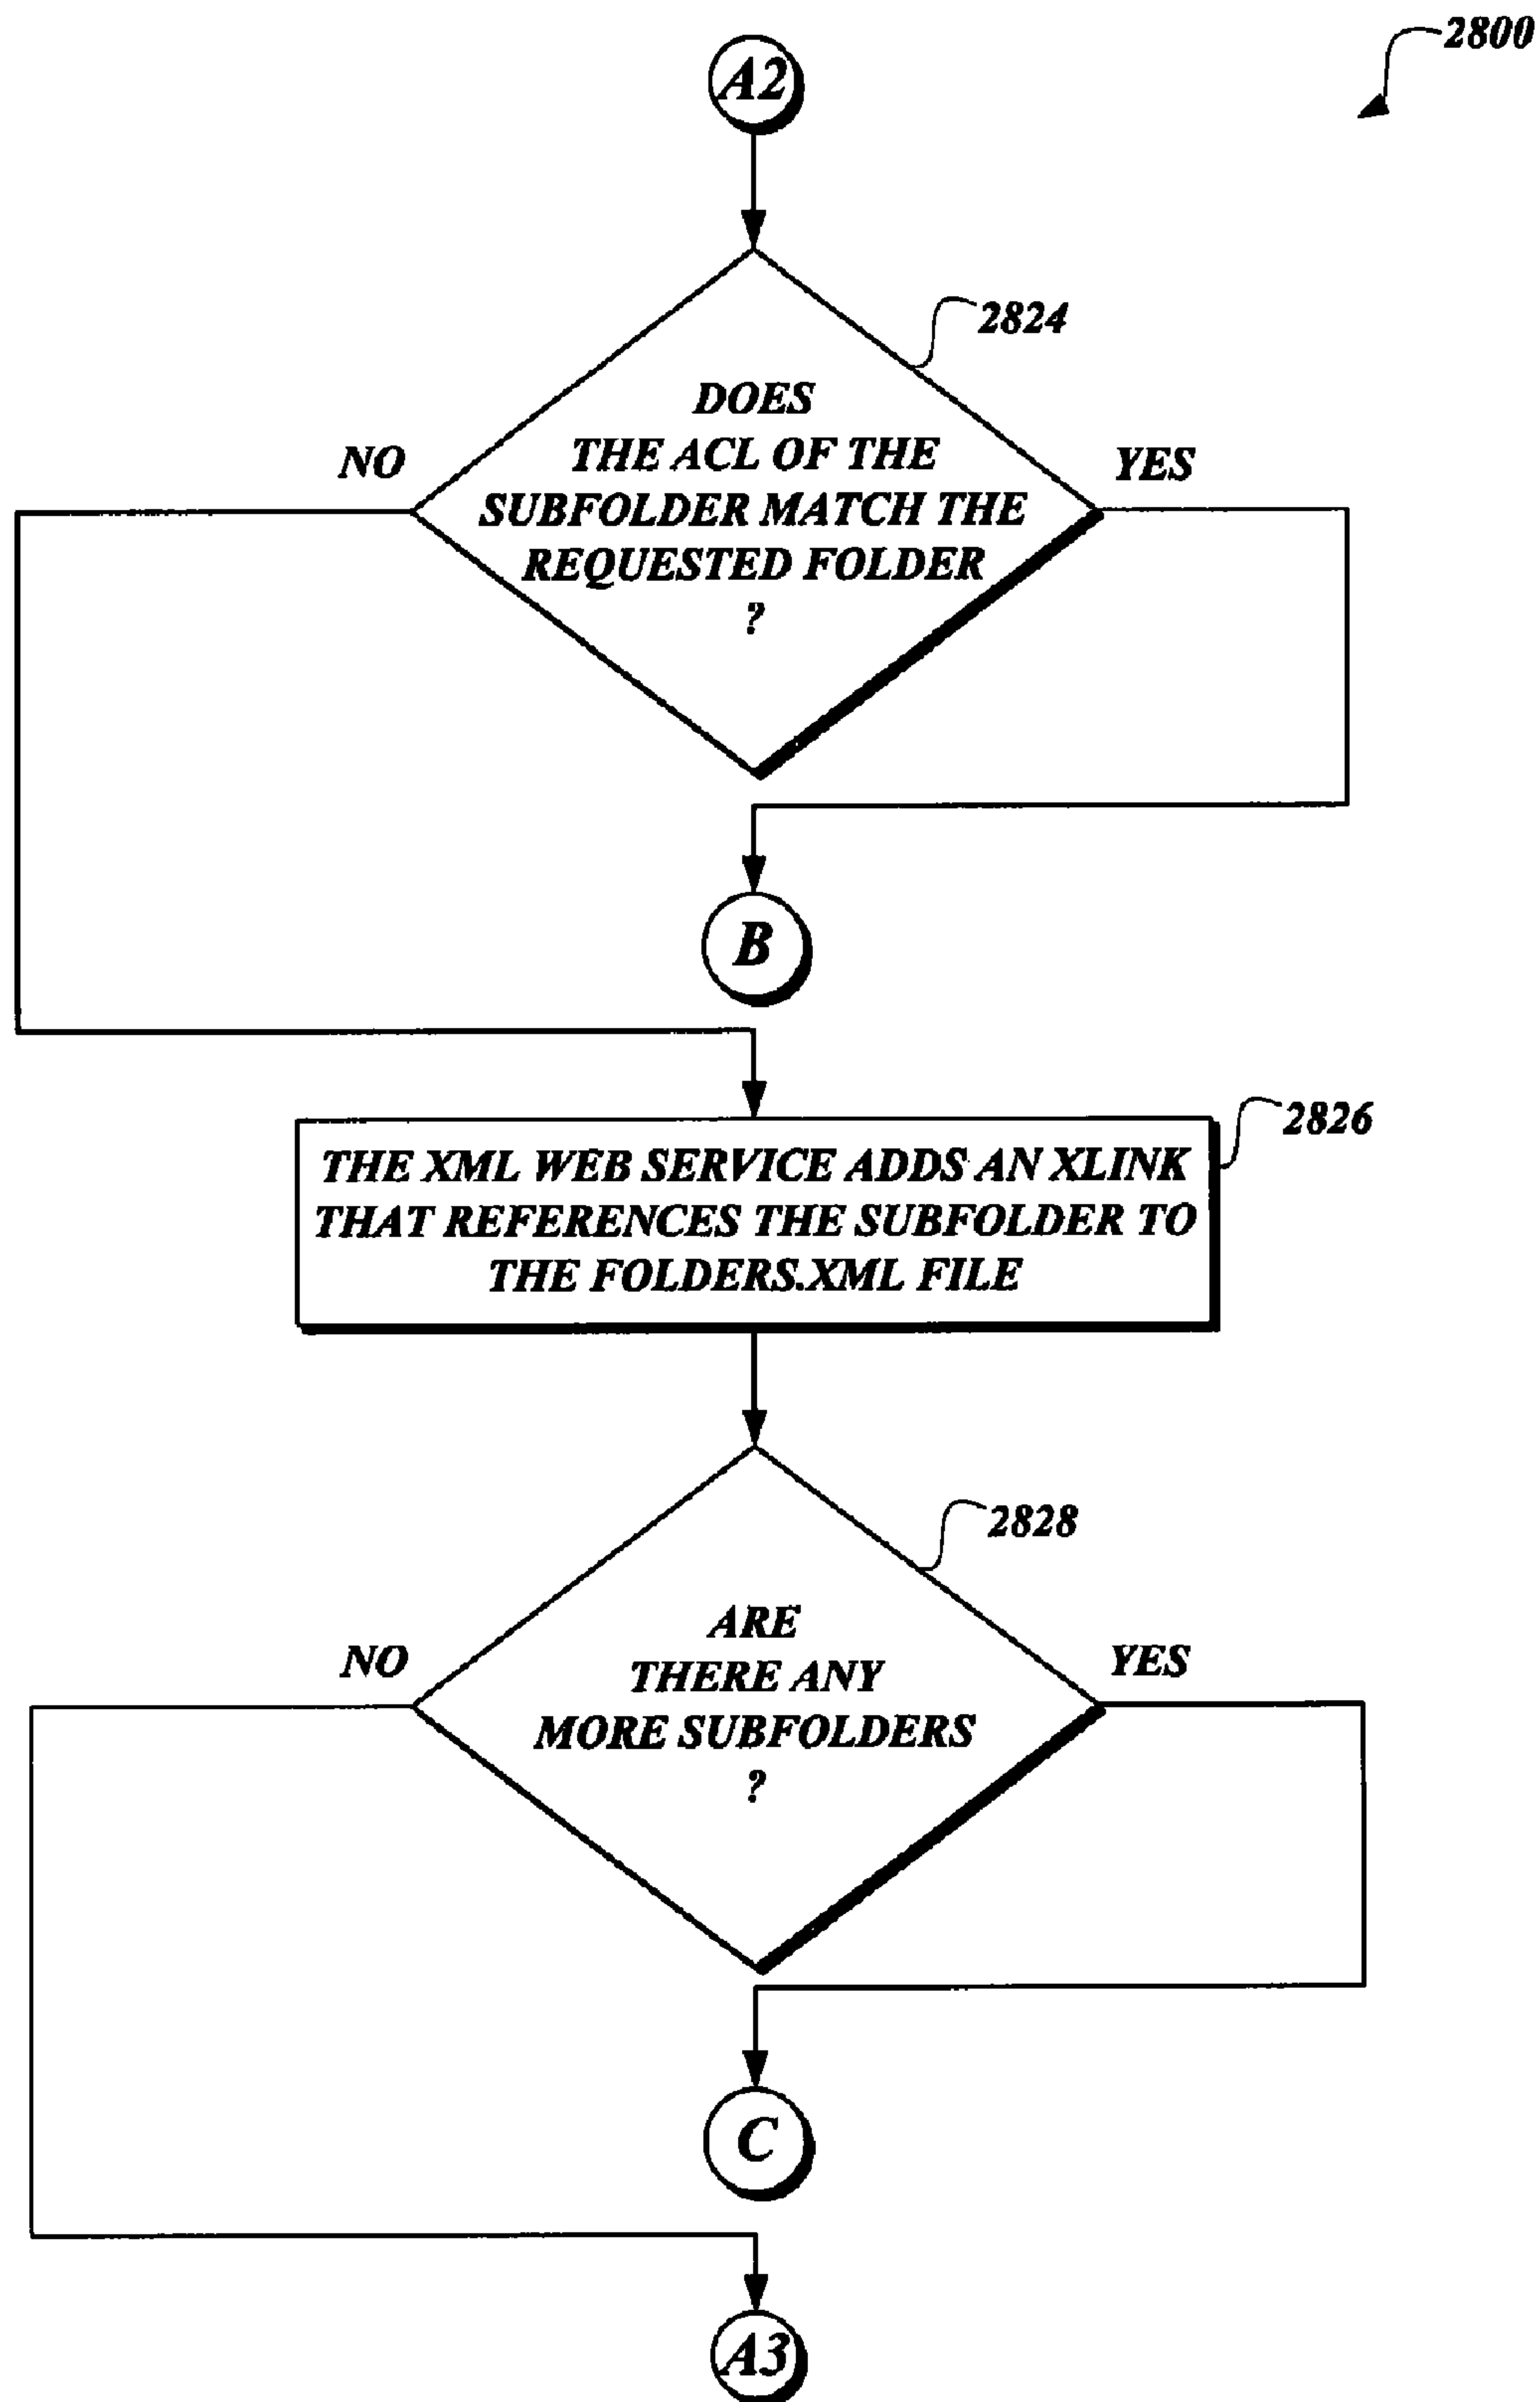 2800
A2
2824
DOES
THE ACL OF THE
SUBFOLDER MATCH THE
REQUESTED FOLDER
?
NO
YES
B
2826
THE XML WEB SERVICE ADDS AN XLINK
THAT REFERENCES THE SUBFOLDER TO
THE FOLDERS.XML FILE
2828
ARE
THERE ANY
MORE SUBFOLDERS
?
NO
YES
C
A3